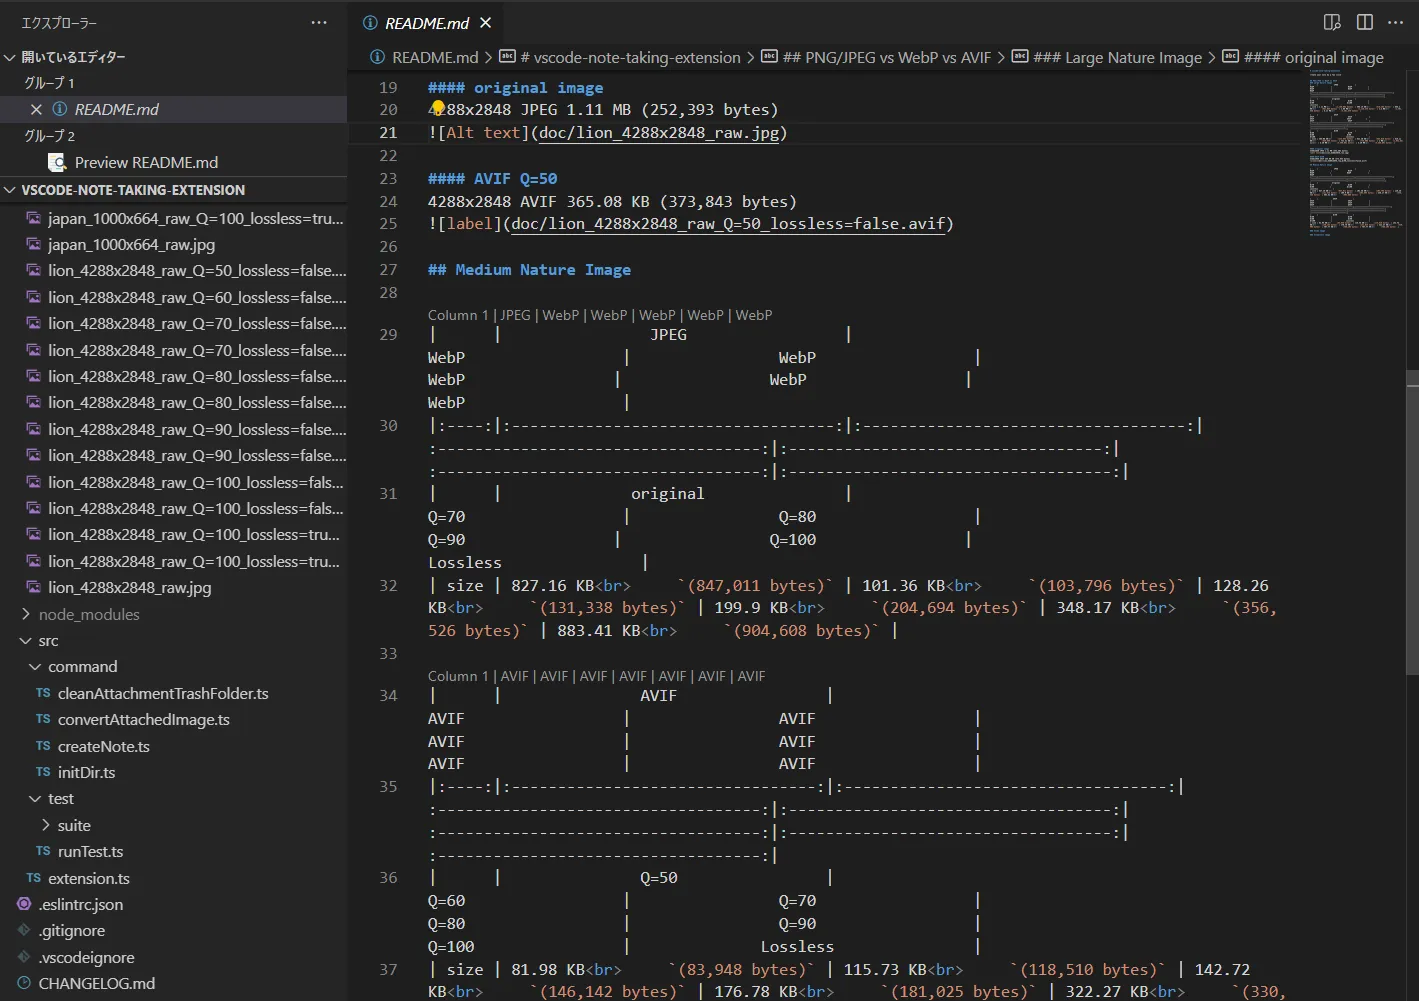 エクスプローラー
開いているエディター
グループ 1
README.md
グループ 2
Preview README.md
VSCODE-NOTE-TAKING-EXTENSION
japan_1000x664_raw_Q=100_lossless=tru...
japan_1000x664_raw.jpg
lion_4288x2848_raw_Q=50_lossless=false....
lion_4288x2848_raw_Q=60_lossless=false....
lion_4288x2848_raw_Q=70_lossless=false....
lion_4288x2848_raw_Q=70_lossless=false....
lion_4288x2848_raw_Q=80_lossless=false....
lion_4288x2848_raw_Q=80_lossless=false....
lion_4288x2848_raw_Q=90_lossless=false....
lion_4288x2848_raw_Q=90_lossless=false....
lion_4288x2848_raw_Q=100_lossless=fals...
lion_4288x2848_raw_Q=100_lossless=fals...
lion_4288x2848_raw_Q=100_lossless=tru...
lion_4288x2848_raw_Q=100_lossless=tru...
lion_4288x2848_raw.jpg
node_modules
src
command
TS cleanAttachmentTrashFolder.ts
TS convertAttachedImage.ts
TS createNote.ts
TS initDir.ts
test
suite
TS runTest.ts
TS extension.ts
.eslintrc.json
.gitignore
.vscodeignore
CHANGELOG.md
README.md
README.md > # vscode-note-taking-extension > ## PNG/JPEG vs WebP vs AVIF > ### Large Nature Image > #### original image
19 #### original image
20 4288x2848 JPEG 1.11 MB (252,393 bytes)
21 ![Alt text](doc/lion_4288x2848_raw.jpg)
22
23 #### AVIF Q=50
24 4288x2848 AVIF 365.08 KB (373,843 bytes)
25 ![label](doc/lion_4288x2848_raw_Q=50_lossless=false.avif)
26
27 ## Medium Nature Image
28
Column 1 | JPEG | WebP | WebP | WebP | WebP | WebP
29 | | JPEG |
WebP | WebP |
WebP | WebP |
WebP |
30 |:----:|:-----------------------------------:|:-----------------------------------:|
:-----------------------------------:|:----------------------------------:|
:-----------------------------------:|:-----------------------------------:|
31 | | original |
Q=70 | Q=80 |
Q=90 | Q=100 |
Lossless |
32 | size | 827.16 KB<br> `(847,011 bytes)` | 101.36 KB<br> `(103,796 bytes)` | 128.26
KB<br> `(131,338 bytes)` | 199.9 KB<br> `(204,694 bytes)` | 348.17 KB<br> `(356,
526 bytes)` | 883.41 KB<br> `(904,608 bytes)` |
33
Column 1 | AVIF | AVIF | AVIF | AVIF | AVIF | AVIF | AVIF
34 | | AVIF |
AVIF | AVIF |
AVIF | AVIF |
AVIF | AVIF |
35 |:----:|:---------------------------------:|:-----------------------------------:|
:-----------------------------------:|:-----------------------------------:|
:-----------------------------------:|:-----------------------------------:|
:-----------------------------------:|
36 | | Q=50 |
Q=60 | Q=70 |
Q=80 | Q=90 |
Q=100 | Lossless |
37 | size | 81.98 KB<br> `(83,948 bytes)` | 115.73 KB<br> `(118,510 bytes)` | 142.72
KB<br> `(146,142 bytes)` | 176.78 KB<br> `(181,025 bytes)` | 322.27 KB<br> `(330,